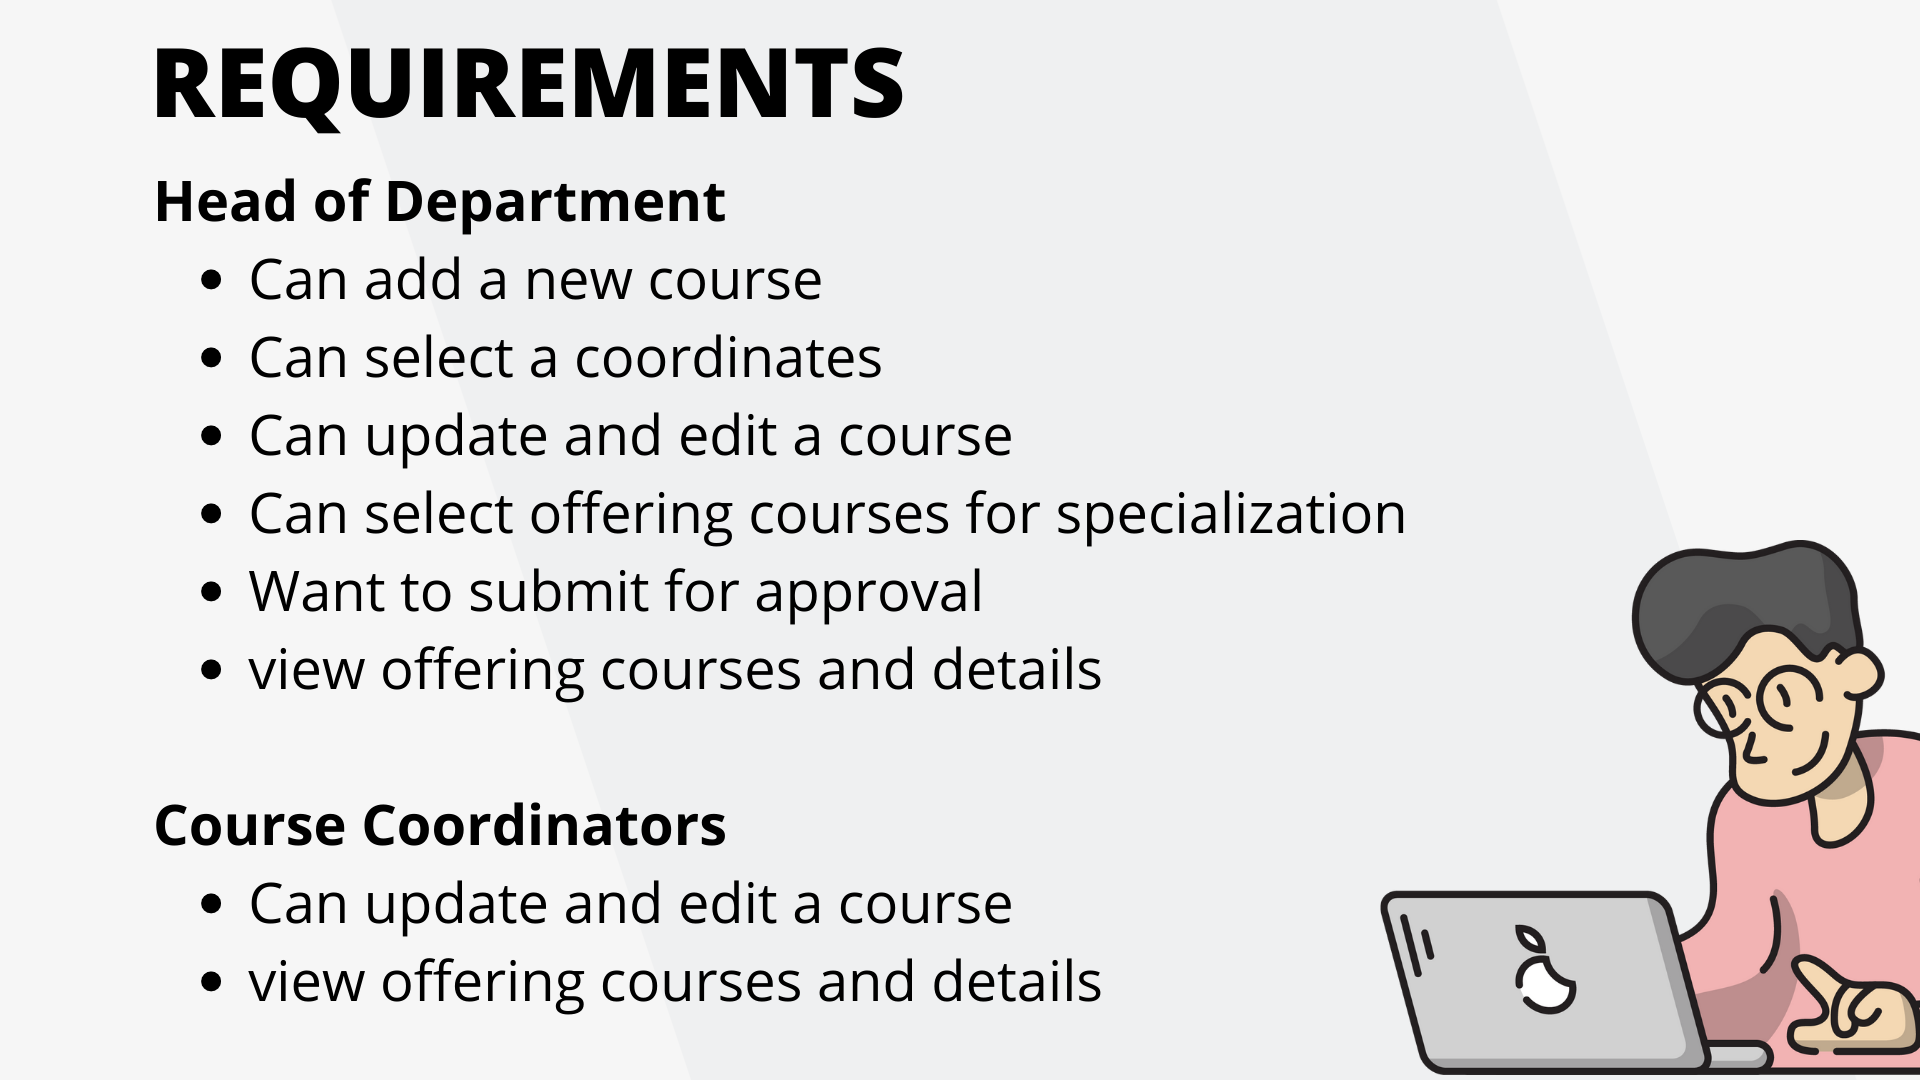 REQUIREMENTS
Head of Department
• Can add a new course
• Can select a coordinates
• Can update and edit a course
• Can select offering courses for specialization
• Want to submit for approval
• view offering courses and details
Course Coordinators
• Can update and edit a course
• view offering courses and details